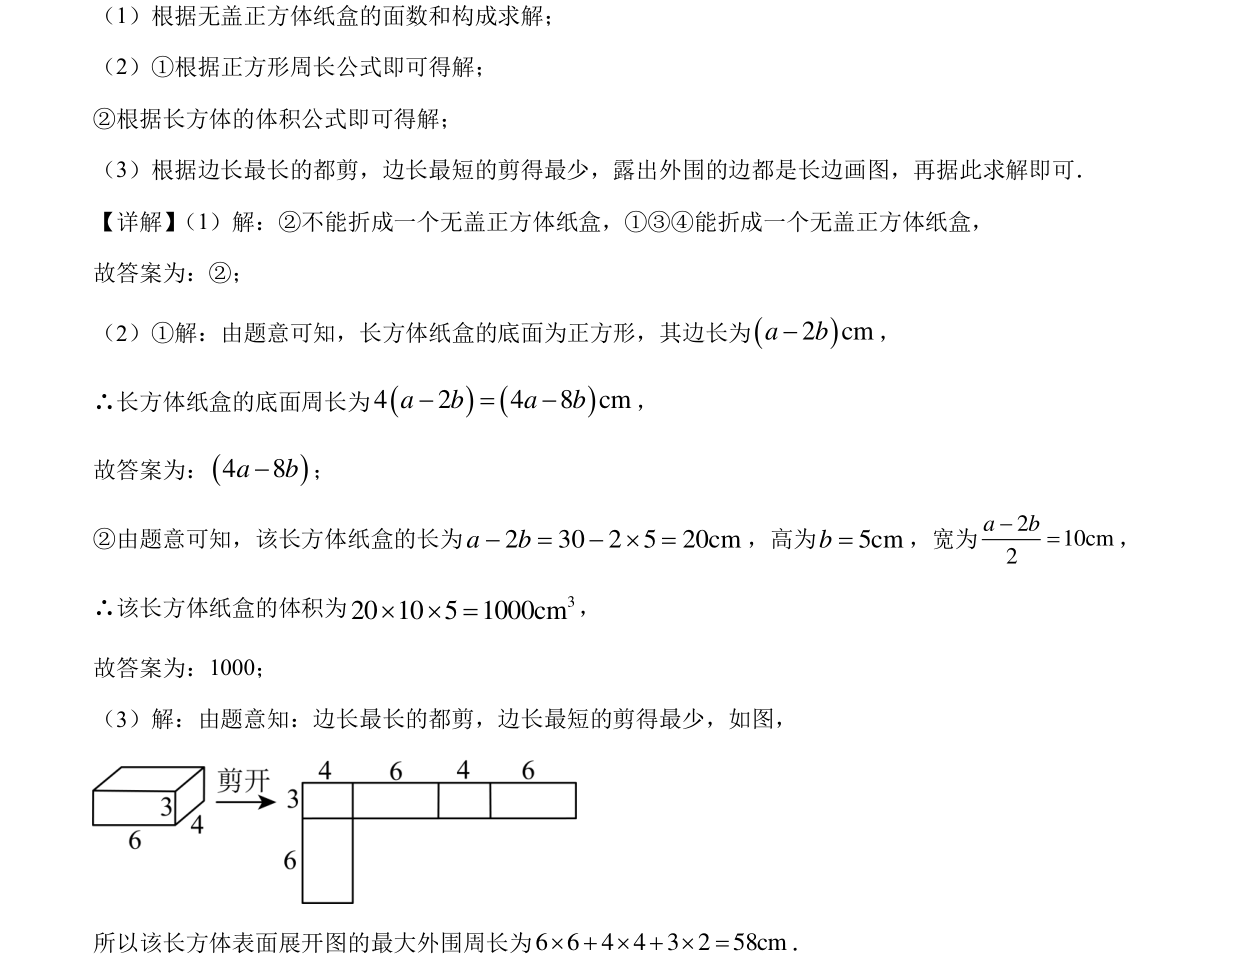 （1）根据无盖正方体纸盒的面数和构成求解；
（2）①根据正方形周长公式即可得解；
②根据长方体的体积公式即可得解；
（3）根据边长最长的都剪，边长最短的剪得最少，露出外围的边都是长边画图，再据此求解即可．
【详解】（1）解：②不能折成一个无盖正方体纸盒，①③④能折成一个无盖正方体纸盒，
故答案为：②；
（2）①解：由题意可知，长方体纸盒的底面为正方形，其边长为(a−2b)cm，
∴长方体纸盒的底面周长为4(a−2b)=(4a−8b)cm，
故答案为：(4a−8b)；
②由题意可知，该长方体纸盒的长为a−2b=30−2×5=20cm，高为b=5cm，宽为(a−2b)/2=10cm，
∴该长方体纸盒的体积为20×10×5=1000cm³，
故答案为：1000；
（3）解：由题意知：边长最长的都剪，边长最短的剪得最少，如图，
4 6 4 6
剪开
3 3
4
6 6
所以该长方体表面展开图的最大外围周长为6×6+4×4+3×2=58cm．